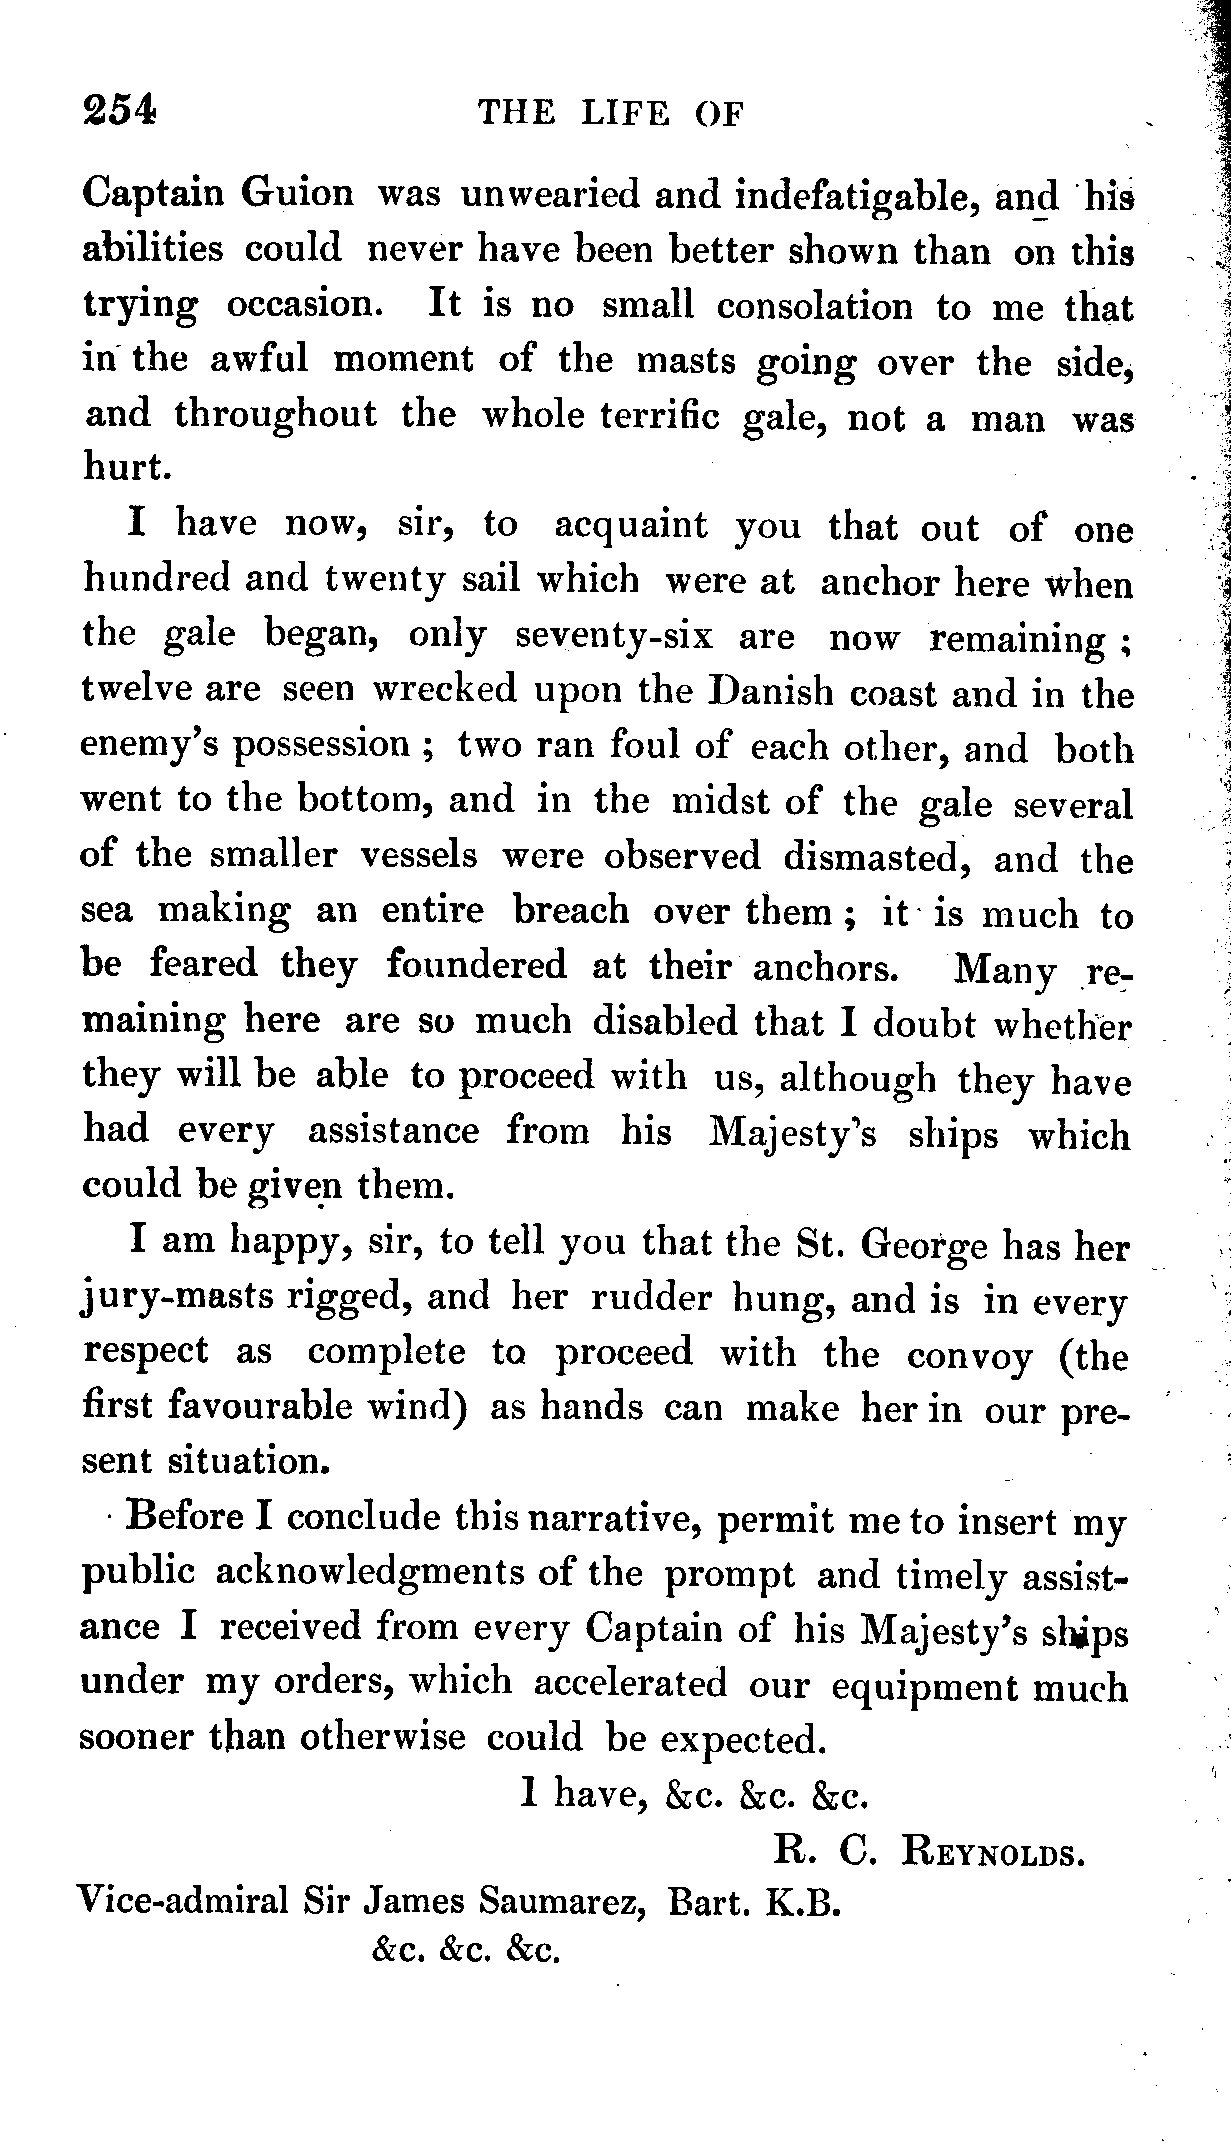 254 THE LIFE OF
Captain Guion was unwearied and indefatigable, and his
abilities could never have been better shown than on this
trying occasion. It is no small consolation to me that
in the awful moment of the masts going over the side,
and throughout the whole terrific gale, not a man was
hurt.
I have now, sir, to acquaint you that out of one
hundred and twenty sail which were at anchor here when
the gale began, only seventy-six are now remaining ;
twelve are seen wrecked upon the Danish coast and in the
enemy's possession ; two ran foul of each other, and both
went to the bottom, and in the midst of the gale several
of the smaller vessels were observed dismasted, and the
sea making an entire breach over them ; it is much to
be feared they foundered at their anchors. Many re-
maining here are so much disabled that I doubt whether
they will be able to proceed with us, although they have
had every assistance from his Majesty's ships which
could be given them.
I am happy, sir, to tell you that the St. George has her
jury-masts rigged, and her rudder hung, and is in every
respect as complete to proceed with the convoy (the
first favourable wind) as hands can make her in our pre-
sent situation.
Before I conclude this narrative, permit me to insert my
public acknowledgments of the prompt and timely assist-
ance I received from every Captain of his Majesty's ships
under my orders, which accelerated our equipment much
sooner than otherwise could be expected.
I have, &c. &c. &c.
R. C. REYNOLDS.
Vice-admiral Sir James Saumarez, Bart. K.B.
&c. &c. &c.